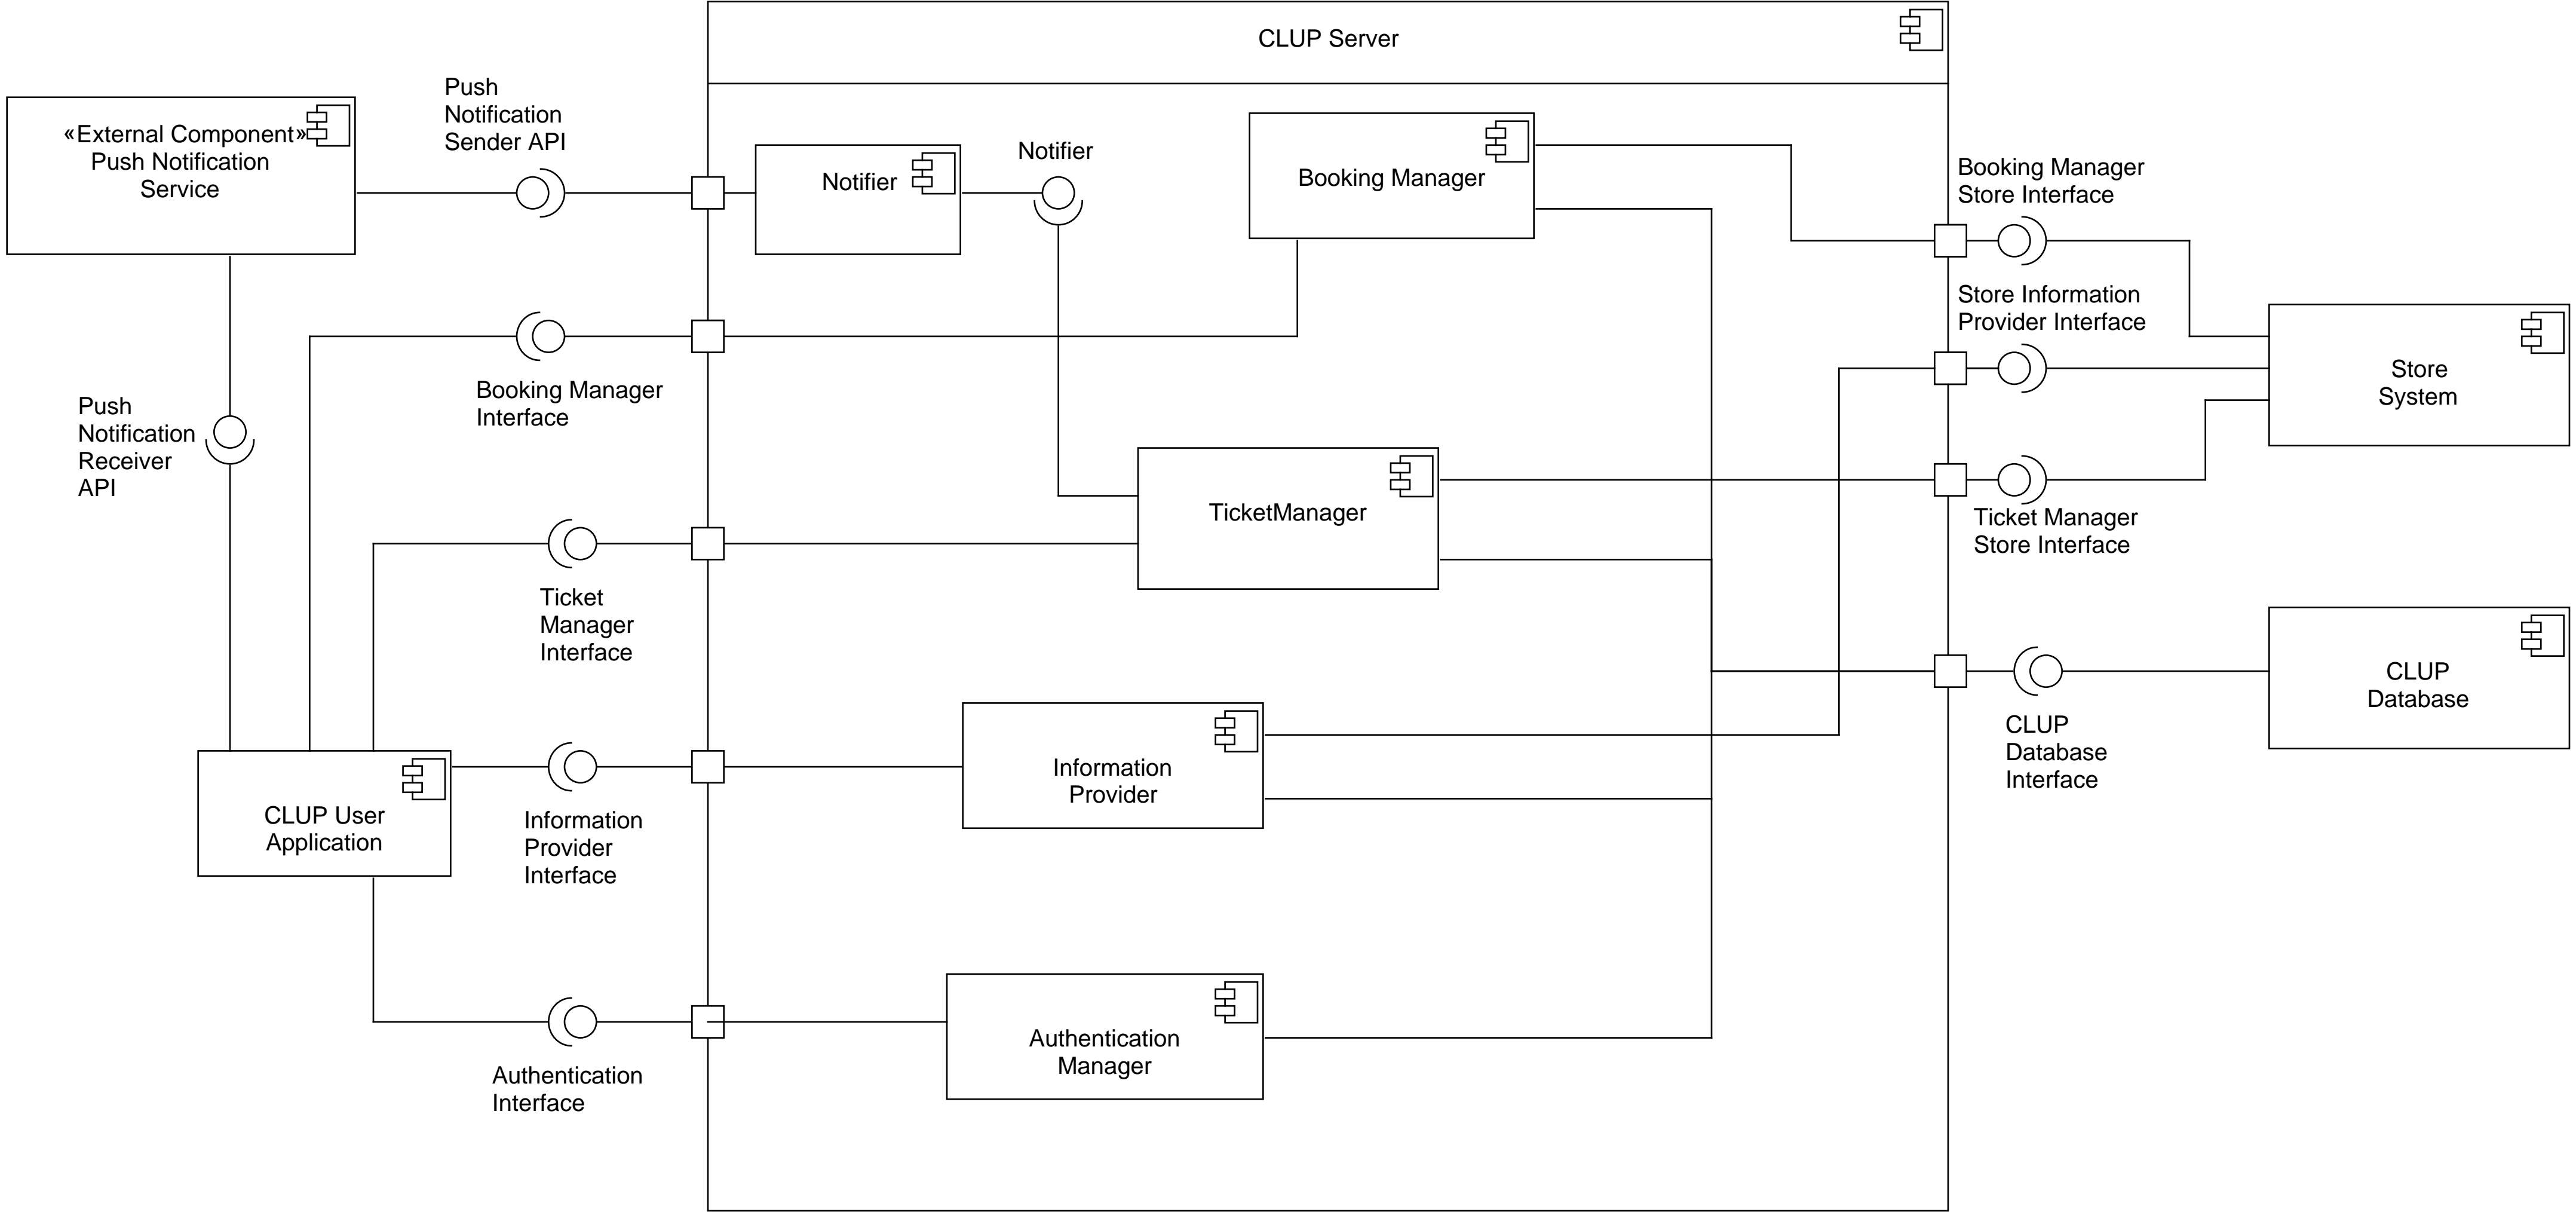 CLUP Server
Push
Notification
Sender API
«External Component»
Push Notification
Service
Notifier
Notifier
Booking Manager
Booking Manager
Store Interface
Store Information
Provider Interface
Store
System
Booking Manager
Interface
Push
Notification
Receiver
API
TicketManager
Ticket Manager
Store Interface
Ticket
Manager
Interface
CLUP
Database
CLUP
Database
Interface
Information
Provider
CLUP User
Application
Information
Provider
Interface
Authentication
Manager
Authentication
Interface